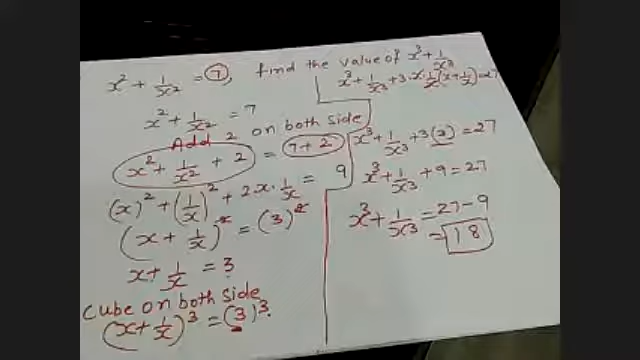 x² + 1/x² = 7, find the value of x³ + 1/x³
x² + 1/x² = 7
Add 2 on both side
x² + 1/x² + 2 = 7 + 2
(x)² + (1/x)² + 2.x.1/x = 9
(x + 1/x)² = (3)²
x + 1/x = 3
Cube on both side
(x + 1/x)³ = (3)³.
x³ + 1/x³ + 3.x.1/x (x + 1/x) = 27
x³ + 1/x³ + 3(3) = 27
x³ + 1/x³ + 9 = 27
x³ + 1/x³ = 27 - 9
= 18